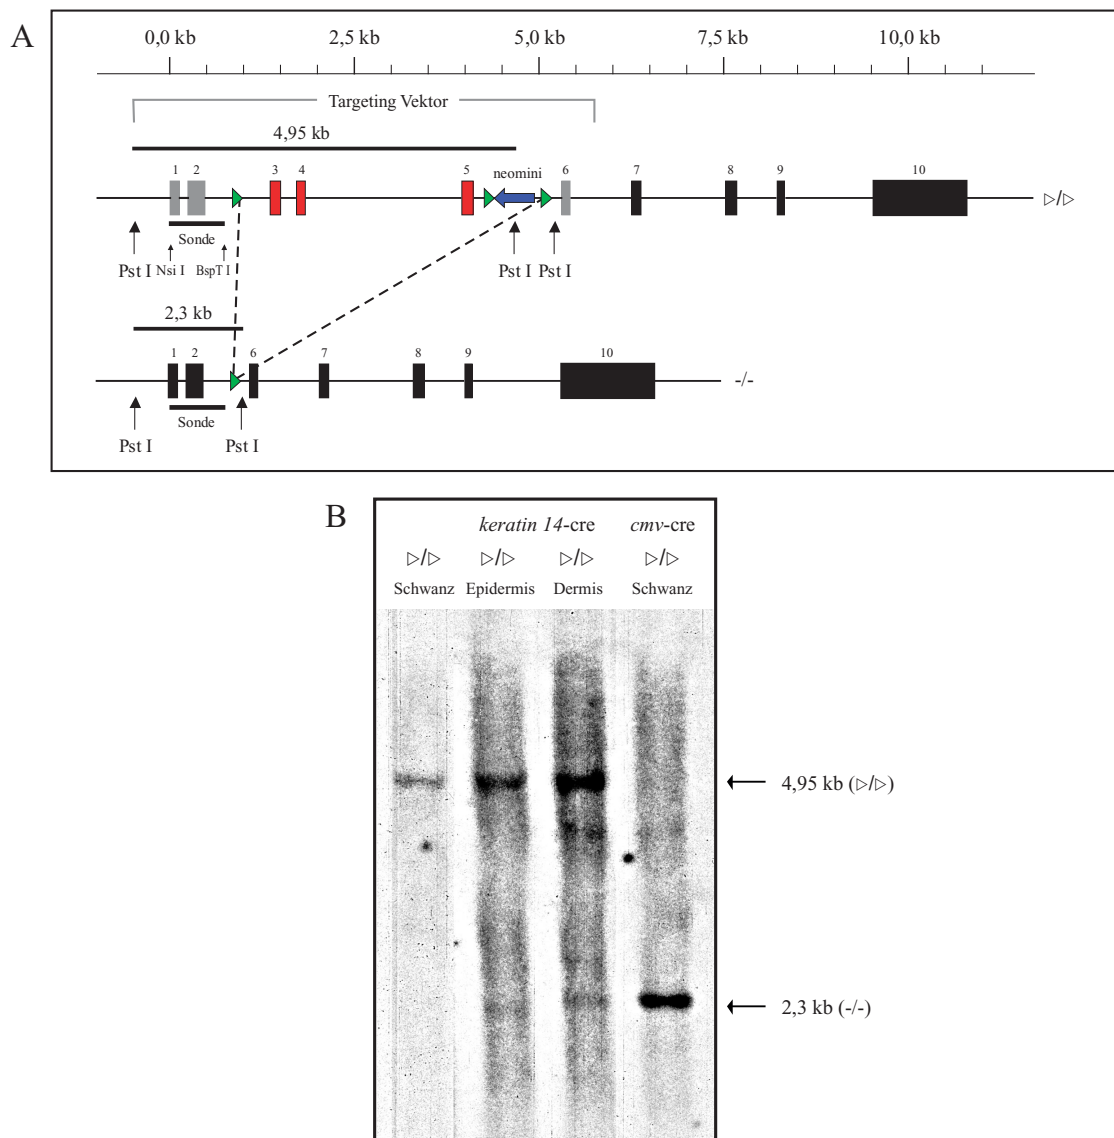 A
0,0 kb 2,5 kb 5,0 kb 7,5 kb 10,0 kb
Targeting Vektor
4,95 kb
1 2 3 4 5 neomini 6 7 8 9 10
▷/▷
Sonde
Pst I Nsi I BspT I Pst I Pst I
2,3 kb
1 2 6 7 8 9 10
-/-
Sonde
Pst I Pst I
B
keratin 14-cre cmv-cre
▷/▷ ▷/▷ ▷/▷ ▷/▷
Schwanz Epidermis Dermis Schwanz
4,95 kb (▷/▷)
2,3 kb (-/-)